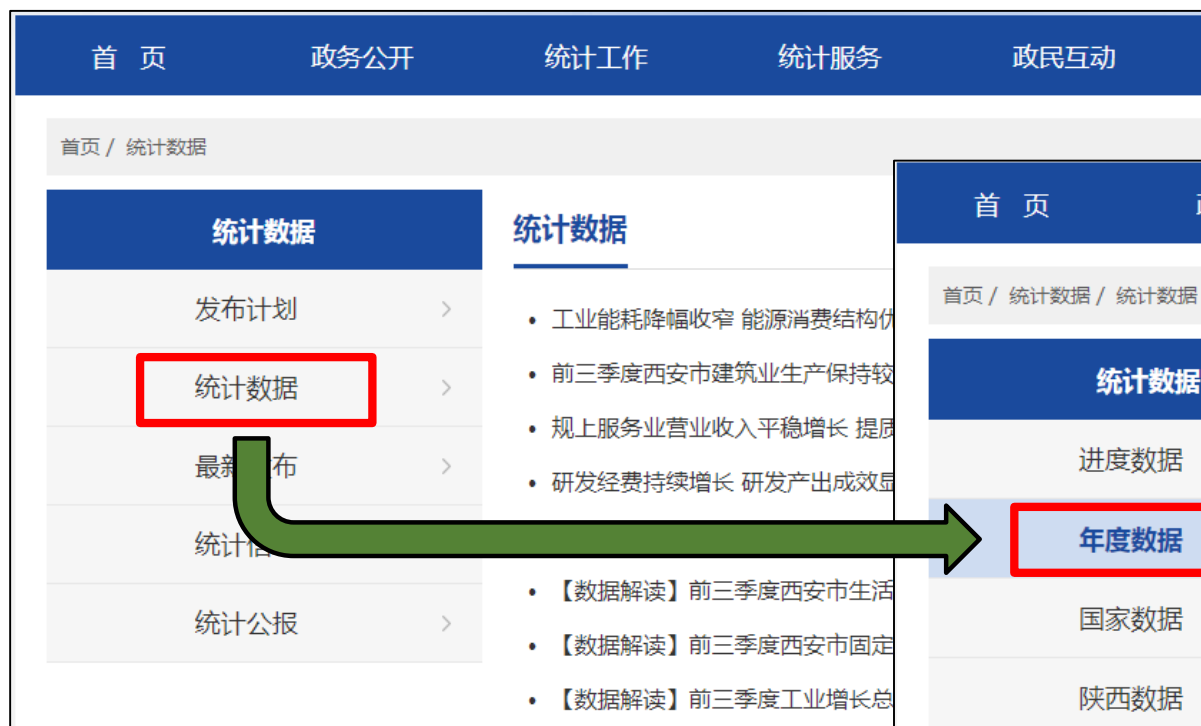 首 页 政务公开 统计工作 统计服务 政民互动
首页 / 统计数据
统计数据
发布计划
统计数据
最新 布
统计信
统计公报
统计数据
• 工业能耗降幅收窄 能源消费结构优
• 前三季度西安市建筑业生产保持较
• 规上服务业营业收入平稳增长 提质
• 研发经费持续增长 研发产出成效显
• 【数据解读】前三季度西安市生活
• 【数据解读】前三季度西安市固定
• 【数据解读】前三季度工业增长总
首 页
首页 / 统计数据 / 统计数据
统计数据
进度数据
年度数据
国家数据
陕西数据